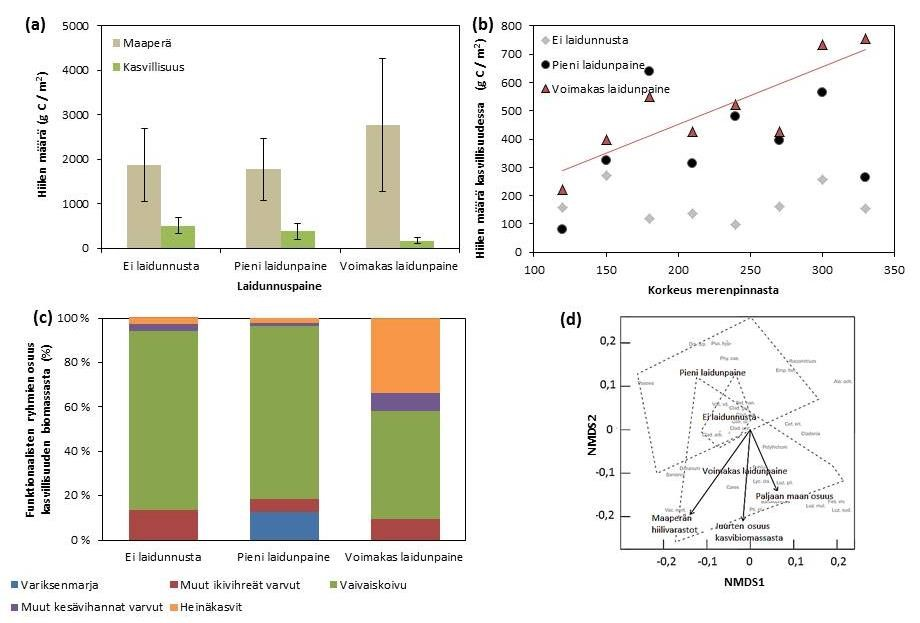 (a)
5000
4000
3000
2000
1000
0
Hiilen määrä (g C / m²)
Maaperä
Kasvillisuus
Ei laidunnusta
Pieni laidunpaine
Voimakas laidunpaine
Laidunnuspaine
(b)
800
700
600
500
400
300
200
100
0
Hiilen määrä kasvillisuudessa (g C / m²)
Ei laidunnusta
Pieni laidunpaine
Voimakas laidunpaine
100
150
200
250
300
350
Korkeus merenpinnasta
(c)
100 %
80 %
60 %
40 %
20 %
0 %
Funktionaalisten ryhmien osuus
kasvillisuuden biomassasta (%)
Ei laidunnusta
Pieni laidunpaine
Voimakas laidunpaine
Variksenmarja
Muut ikivihreät varvut
Vaivaiskoivu
Muut kesävihannat varvut
Heinäkasvit
(d)
0,2
0,1
0
-0,1
-0,2
NMDS2
Pieni laidunpaine
Ei laidunnusta
Voimakas laidunpaine
Paljaan maan osuus
Maaperän
hiilivarastot
Juurten osuus
kasvibiomassasta
Cladonia
Polytrichum
-0,2
-0,1
0
0,1
0,2
NMDS1